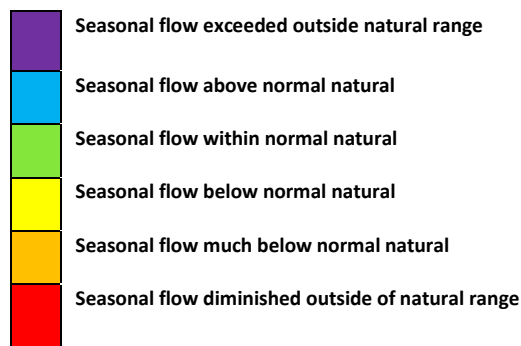 Seasonal flow exceeded outside natural range
Seasonal flow above normal natural
Seasonal flow within normal natural
Seasonal flow below normal natural
Seasonal flow much below normal natural
Seasonal flow diminished outside of natural range